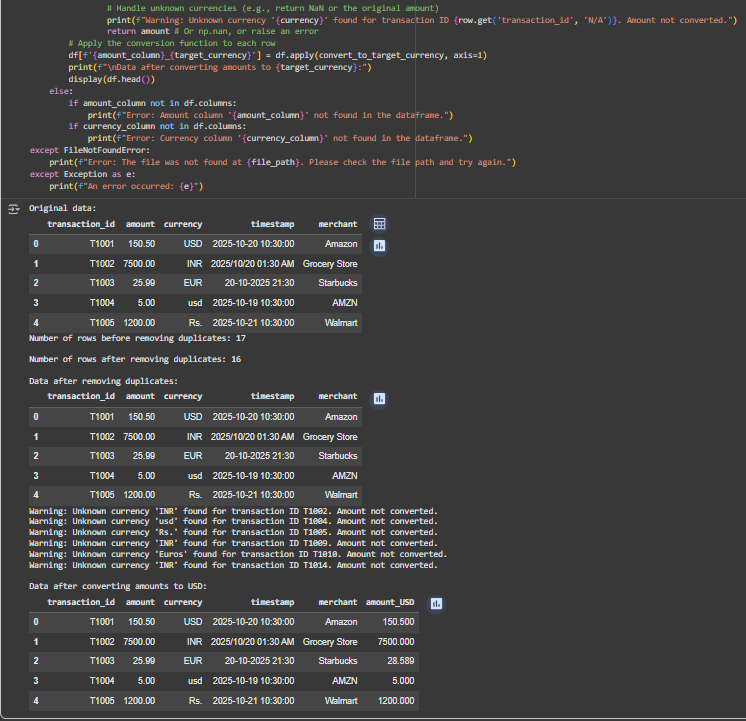 # Handle unknown currencies (e.g., return NaN or the original amount)
print(f"Warning: Unknown currency '{currency}' found for transaction ID {row.get('transaction_id', 'N/A')}. Amount not converted.")
return amount # Or np.nan, or raise an error
# Apply the conversion function to each row
df[f'{amount_column}_{target_currency}'] = df.apply(convert_to_target_currency, axis=1)
print(f"\nData after converting amounts to {target_currency}:")
display(df.head())
else:
if amount_column not in df.columns:
print(f"Error: Amount column '{amount_column}' not found in the dataframe.")
if currency_column not in df.columns:
print(f"Error: Currency column '{currency_column}' not found in the dataframe.")
except FileNotFoundError:
print(f"Error: The file was not found at {file_path}. Please check the file path and try again.")
except Exception as e:
print(f"An error occurred: {e}")
Original data:
transaction_id amount currency timestamp merchant
0 T1001 150.50 USD 2025-10-20 10:30:00 Amazon
1 T1002 7500.00 INR 2025/10/20 01:30 AM Grocery Store
2 T1003 25.99 EUR 20-10-2025 21:30 Starbucks
3 T1004 5.00 usd 2025-10-19 10:30:00 AMZN
4 T1005 1200.00 Rs. 2025-10-21 10:30:00 Walmart
Number of rows before removing duplicates: 17
Number of rows after removing duplicates: 16
Data after removing duplicates:
transaction_id amount currency timestamp merchant
0 T1001 150.50 USD 2025-10-20 10:30:00 Amazon
1 T1002 7500.00 INR 2025/10/20 01:30 AM Grocery Store
2 T1003 25.99 EUR 20-10-2025 21:30 Starbucks
3 T1004 5.00 usd 2025-10-19 10:30:00 AMZN
4 T1005 1200.00 Rs. 2025-10-21 10:30:00 Walmart
Warning: Unknown currency 'INR' found for transaction ID T1002. Amount not converted.
Warning: Unknown currency 'usd' found for transaction ID T1004. Amount not converted.
Warning: Unknown currency 'Rs.' found for transaction ID T1005. Amount not converted.
Warning: Unknown currency 'INR' found for transaction ID T1009. Amount not converted.
Warning: Unknown currency 'Euros' found for transaction ID T1010. Amount not converted.
Warning: Unknown currency 'INR' found for transaction ID T1014. Amount not converted.
Data after converting amounts to USD:
transaction_id amount currency timestamp merchant amount_USD
0 T1001 150.50 USD 2025-10-20 10:30:00 Amazon 150.500
1 T1002 7500.00 INR 2025/10/20 01:30 AM Grocery Store 7500.000
2 T1003 25.99 EUR 20-10-2025 21:30 Starbucks 28.589
3 T1004 5.00 usd 2025-10-19 10:30:00 AMZN 5.000
4 T1005 1200.00 Rs. 2025-10-21 10:30:00 Walmart 1200.000